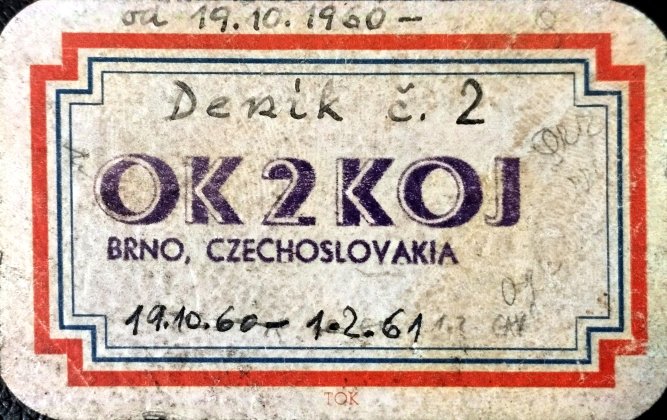 od 19.10.1960 -
Deník č. 2
OK2KOJ
BRNO, CZECHOSLOVAKIA
19.10.60 - 1.2.61
TOK